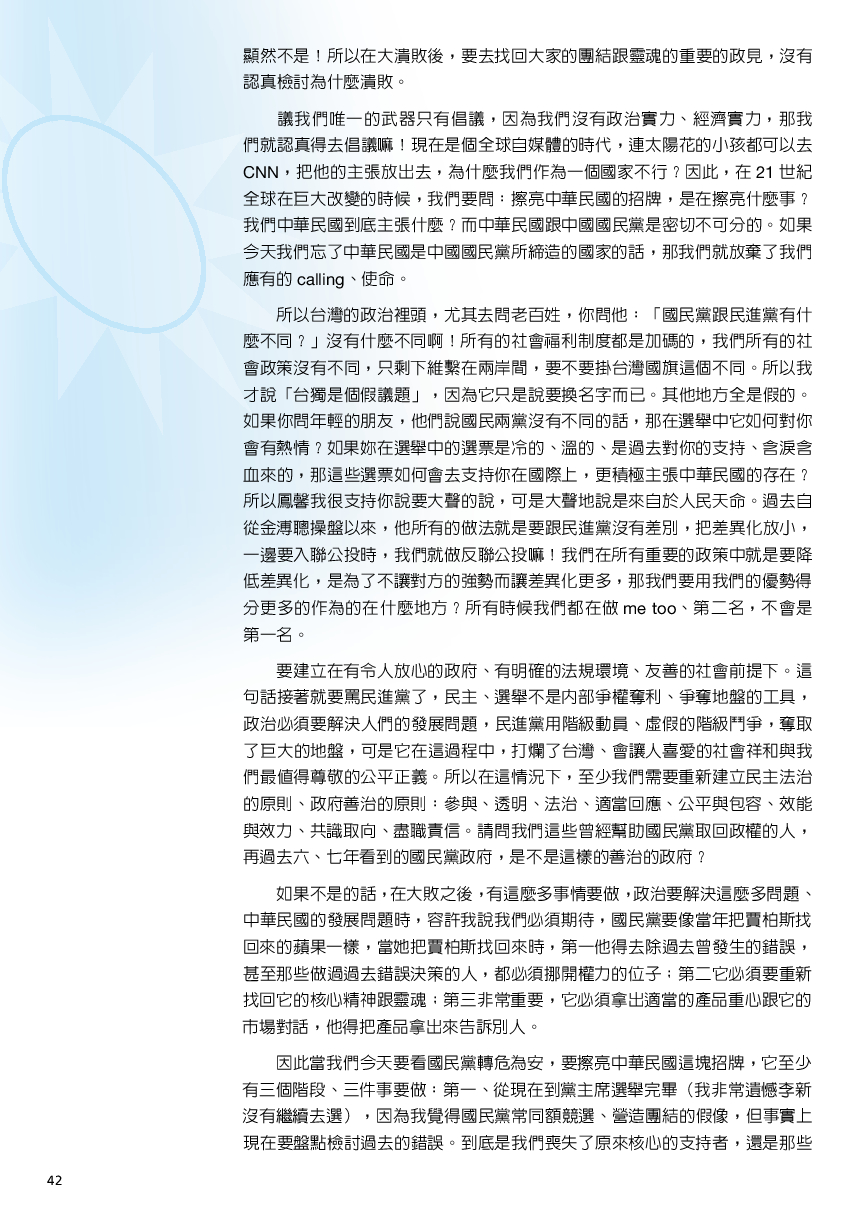 顯然不是！所以在大潰敗後，要去找回大家的團結跟靈魂的重要的政見，沒有
認真檢討為什麼潰敗。
議我們唯一的武器只有倡議，因為我們沒有政治實力、經濟實力，那我
們就認真得去倡議嘛！現在是個全球自媒體的時代，連太陽花的小孩都可以去
CNN，把他的主張放出去，為什麼我們作為一個國家不行？因此，在 21 世紀
全球在巨大改變的時候，我們要問：擦亮中華民國的招牌，是在擦亮什麼事？
我們中華民國到底主張什麼？而中華民國跟中國國民黨是密切不可分的。如果
今天我們忘了中華民國是中國國民黨所締造的國家的話，那我們就放棄了我們
應有的 calling、使命。
所以台灣的政治裡頭，尤其去問老百姓，你問他：「國民黨跟民進黨有什
麼不同？」沒有什麼不同啊！所有的社會福利制度都是加碼的，我們所有的社
會政策沒有不同，只剩下維繫在兩岸間，要不要掛台灣國旗這個不同。所以我
才說「台獨是個假議題」，因為它只是說要換名字而已。其他地方全是假的。
如果你問年輕的朋友，他們說國民兩黨沒有不同的話，那在選舉中它如何對你
會有熱情？如果妳在選舉中的選票是冷的、溫的、是過去對你的支持、含淚含
血來的，那這些選票如何會去支持你在國際上，更積極主張中華民國的存在？
所以鳳馨我很支持你說要大聲的說，可是大聲地說是來自於人民天命。過去自
從金溥聰操盤以來，他所有的做法就是要跟民進黨沒有差別，把差異化放小，
一邊要入聯公投時，我們就做反聯公投嘛！我們在所有重要的政策中就是要降
低差異化，是為了不讓對方的強勢而讓差異化更多，那我們要用我們的優勢得
分更多的作為的在什麼地方？所有時候我們都在做 me too、第二名，不會是
第一名。
要建立在有令人放心的政府、有明確的法規環境、友善的社會前提下。這
句話接著就要罵民進黨了，民主、選舉不是內部爭權奪利、爭奪地盤的工具，
政治必須要解決人們的發展問題，民進黨用階級動員、虛假的階級鬥爭，奪取
了巨大的地盤，可是它在這過程中，打爛了台灣、會讓人喜愛的社會祥和與我
們最值得尊敬的公平正義。所以在這情況下，至少我們需要重新建立民主法治
的原則、政府善治的原則：參與、透明、法治、適當回應、公平與包容、效能
與效力、共識取向、盡職責信。請問我們這些曾經幫助國民黨取回政權的人，
再過去六、七年看到的國民黨政府，是不是這樣的善治的政府？
如果不是的話，在大敗之後，有這麼多事情要做，政治要解決這麼多問題、
中華民國的發展問題時，容許我說我們必須期待，國民黨要像當年把賈柏斯找
回來的蘋果一樣，當她把賈柏斯找回來時，第一他得去除過去曾發生的錯誤，
甚至那些做過過去錯誤決策的人，都必須挪開權力的位子；第二它必須要重新
找回它的核心精神跟靈魂；第三非常重要，它必須拿出適當的產品重心跟它的
市場對話，他得把產品拿出來告訴別人。
因此當我們今天要看國民黨轉危為安，要擦亮中華民國這塊招牌，它至少
有三個階段、三件事要做：第一、從現在到黨主席選舉完畢（我非常遺憾李新
沒有繼續去選），因為我覺得國民黨常同額競選、營造團結的假像，但事實上
現在要盤點檢討過去的錯誤。到底是我們喪失了原來核心的支持者，還是那些
42